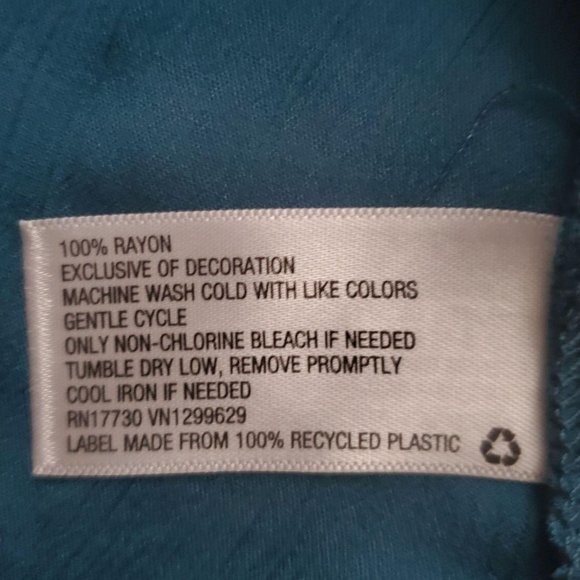 100% RAYON
EXCLUSIVE OF DECORATION
MACHINE WASH COLD WITH LIKE COLORS
GENTLE CYCLE
ONLY NON-CHLORINE BLEACH IF NEEDED
TUMBLE DRY LOW, REMOVE PROMPTLY
COOL IRON IF NEEDED
RN17730 VN1299629
LABEL MADE FROM 100% RECYCLED PLASTIC